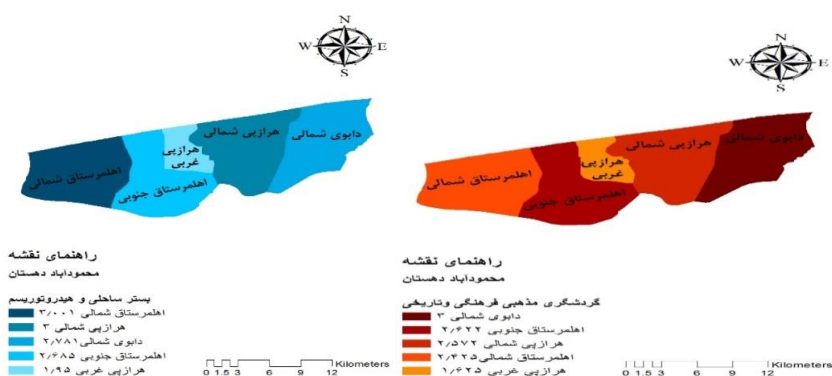 N
W E
S
اهلمرستاق شمالی
اهلمرستاق جنوبی
هرازپی
غربی
هرازپی شمالی
دابوی شمالی
راهنمای نقشه
محمودآباد دهستان
بستر ساحلی و هیدروتوریسم
اهلمرستاق شمالی ۳٫۰۰۱
هرازپی شمالی ۳
دابوی شمالی ۲٫۷۸۱
اهلمرستاق جنوبی ۲٫۶۸۵
هرازپی غربی ۱٫۹۵
Kilometers
0 1.5 3 6 9 12
N
W E
S
اهلمرستاق شمالی
اهلمرستاق جنوبی
هرازپی
غربی
هرازپی شمالی
دابوی شمالی
راهنمای نقشه
محمودآباد دهستان
گردشگری مذهبی فرهنگی وتاریخی
دابوی شمالی ۳
اهلمرستاق جنوبی ۲٫۶۲۲
هرازپی شمالی ۲٫۵۷۲
اهلمرستاق شمالی ۲٫۴۲۵
هرازپی غربی ۱٫۶۲۵
Kilometers
0 1.5 3 6 9 12